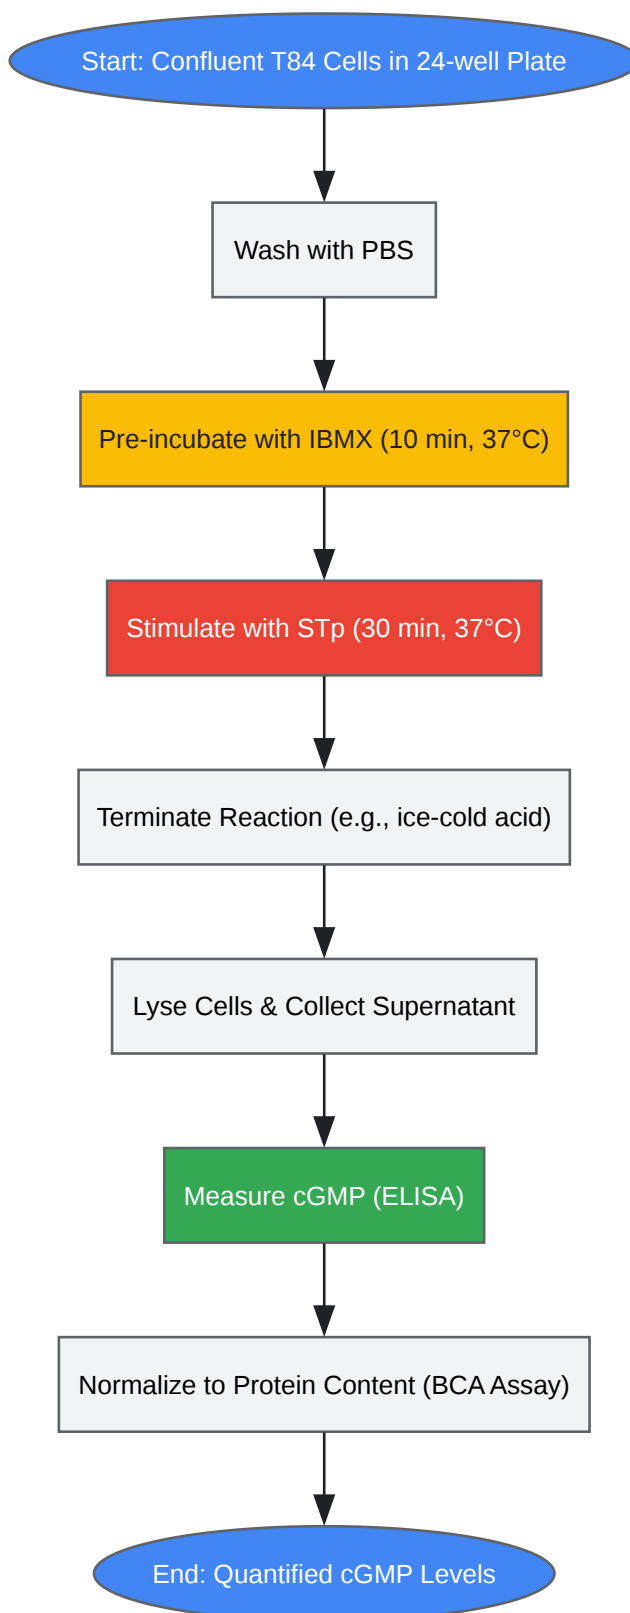 Start: Confluent T84 Cells in 24-well Plate
Wash with PBS
Pre-incubate with IBMX (10 min, 37°C)
Stimulate with STp (30 min, 37°C)
Terminate Reaction (e.g., ice-cold acid)
Lyse Cells & Collect Supernatant
Measure cGMP (ELISA)
Normalize to Protein Content (BCA Assay)
End: Quantified cGMP Levels